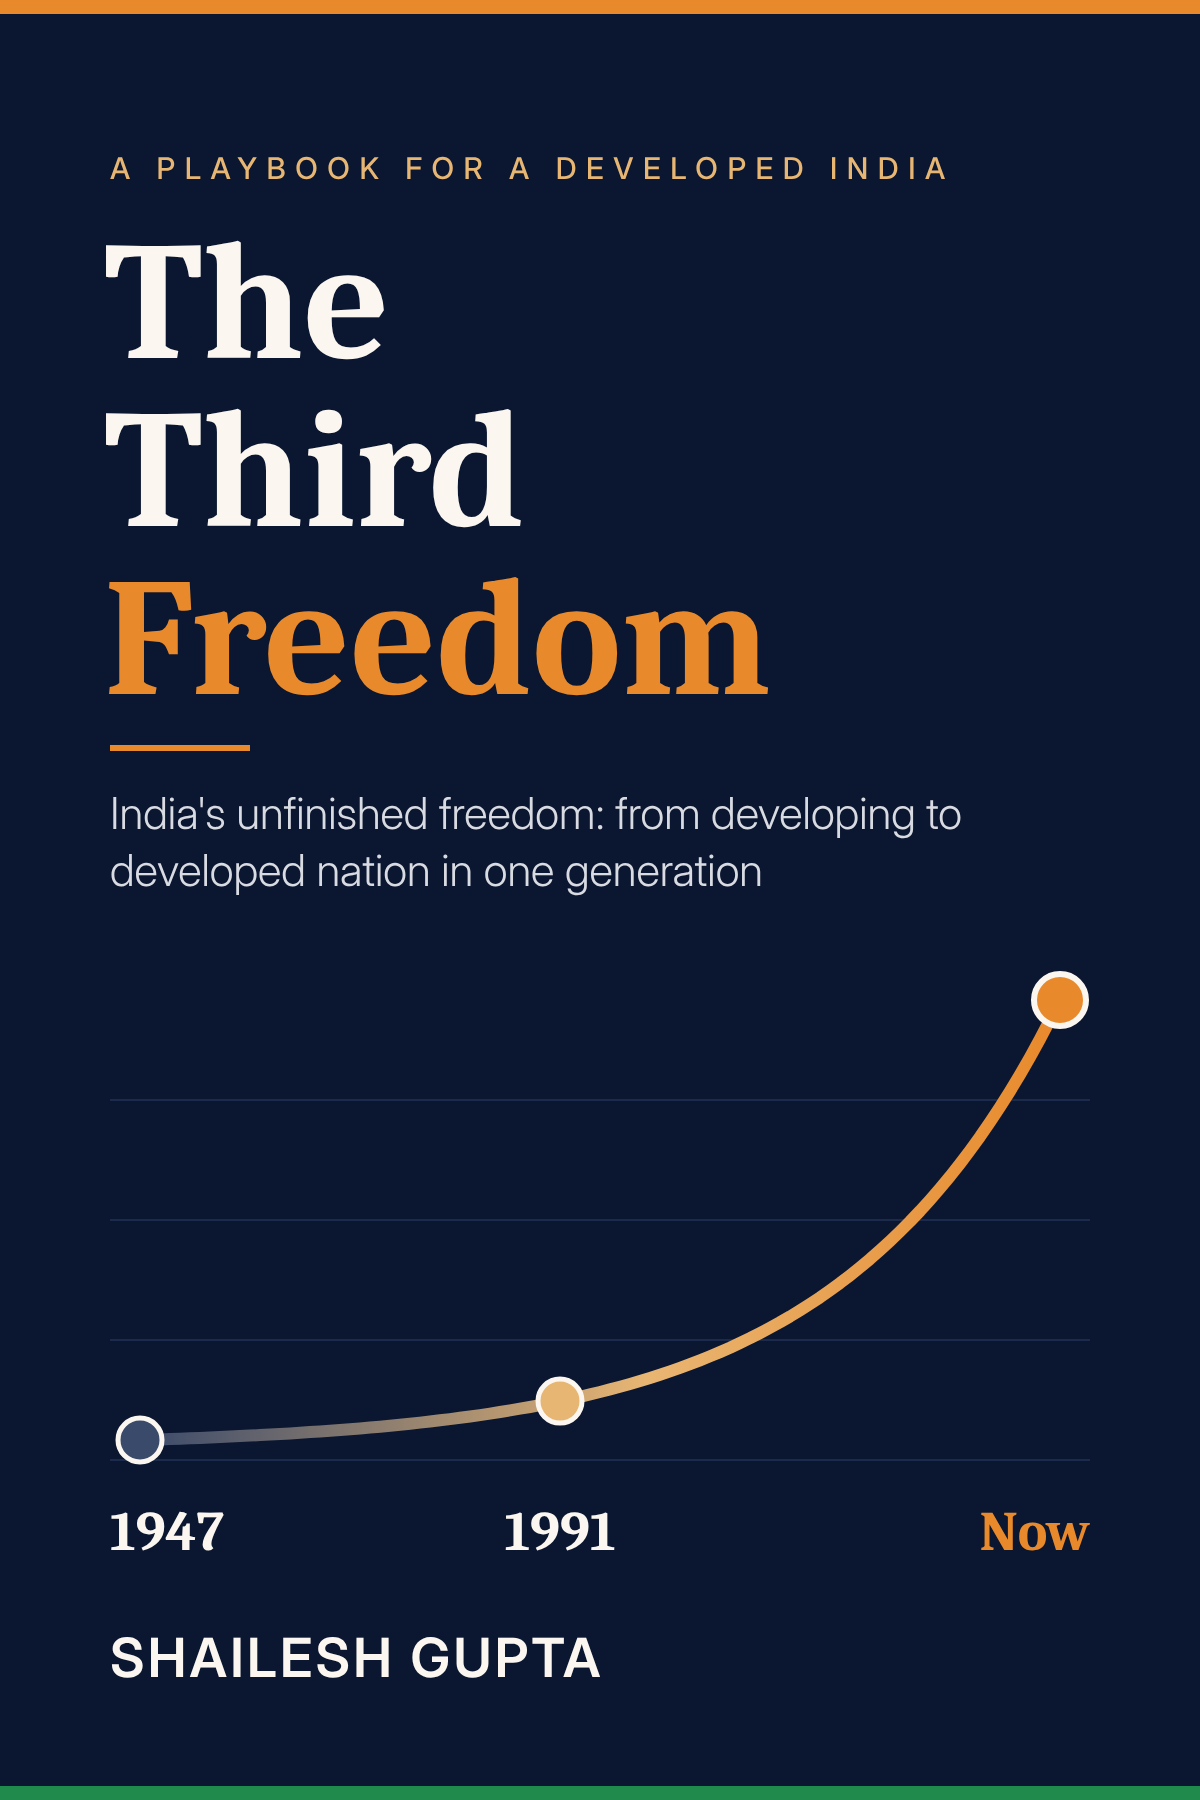 A PLAYBOOK FOR A DEVELOPED INDIA
The
Third
Freedom
India's unfinished freedom: from developing to
developed nation in one generation
1947 1991 Now
SHAILESH GUPTA